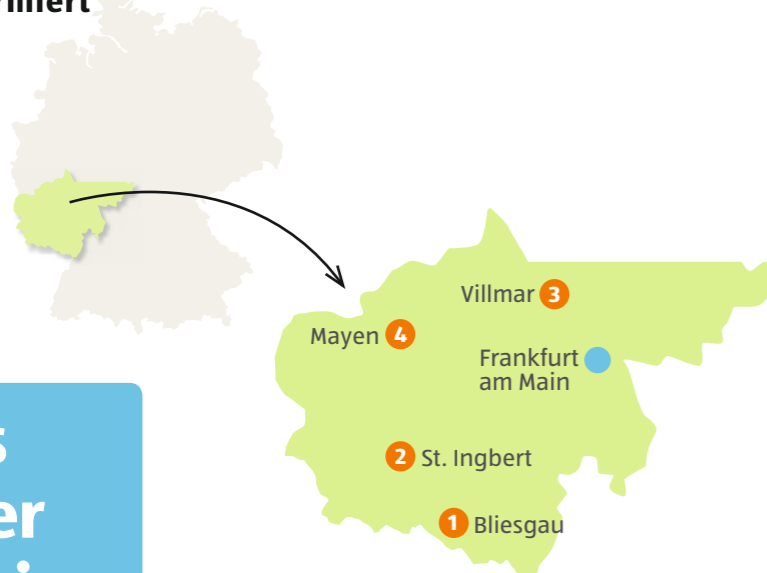 Villmar 3
Mayen 4
Frankfurt
am Main
2 St. Ingbert
1 Bliesgau